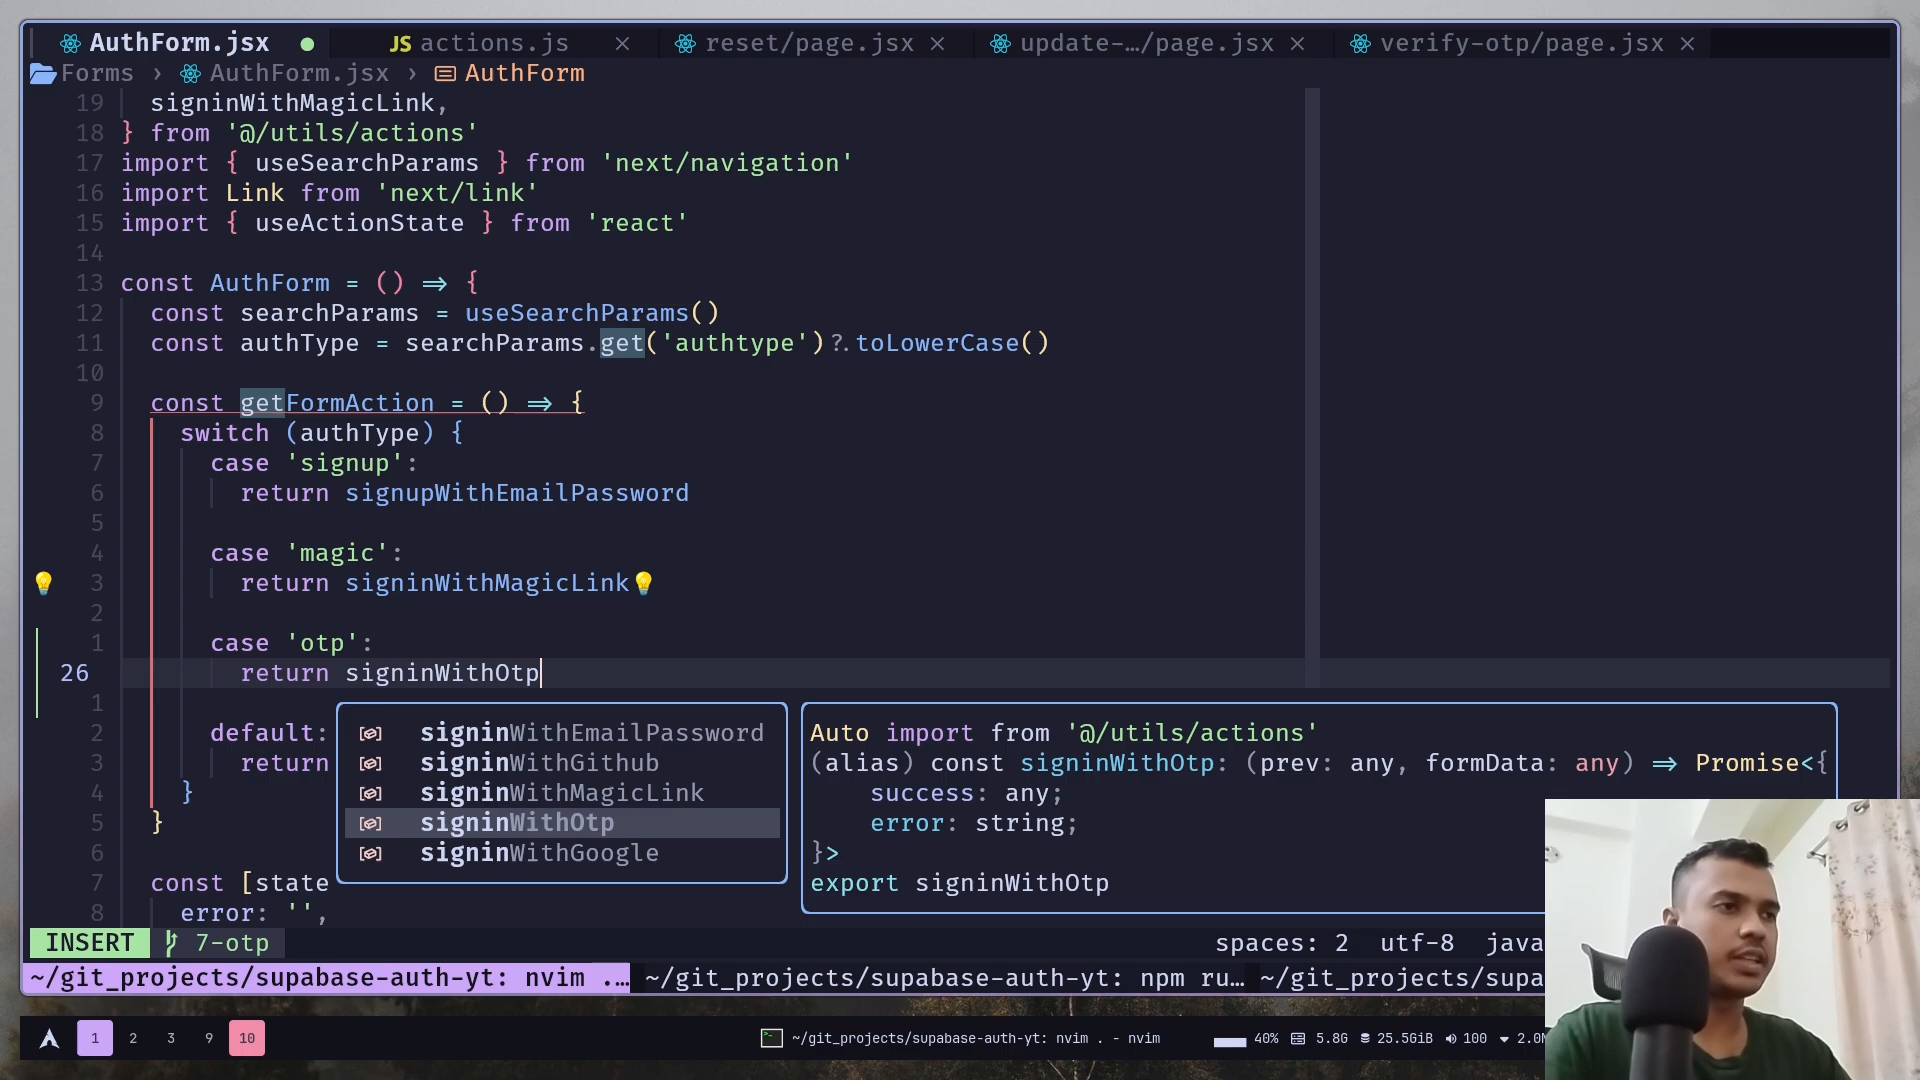 AuthForm.jsx ● JS actions.js × reset/page.jsx × update-…/page.jsx × verify-otp/page.jsx ×
Forms › AuthForm.jsx › AuthForm
19 signinWithMagicLink,
18 } from '@/utils/actions'
17 import { useSearchParams } from 'next/navigation'
16 import Link from 'next/link'
15 import { useActionState } from 'react'
14
13 const AuthForm = () ⇒ {
12 const searchParams = useSearchParams()
11 const authType = searchParams.get('authtype')?.toLowerCase()
10
9 const getFormAction = () ⇒ {
8 switch (authType) {
7 case 'signup':
6 return signupWithEmailPassword
5
4 case 'magic':
3 return signinWithMagicLink
2
1 case 'otp':
26 return signinWithOtp
1
2 default:
3 return
4 }
5 }
6
7 const [state
8 error: '',
signinWithEmailPassword
signinWithGithub
signinWithMagicLink
signinWithOtp
signinWithGoogle
Auto import from '@/utils/actions'
(alias) const signinWithOtp: (prev: any, formData: any) ⇒ Promise<{
success: any;
error: string;
}>
export signinWithOtp
INSERT 7-otp spaces: 2 utf-8 java
~/git_projects/supabase-auth-yt: nvim .… ~/git_projects/supabase-auth-yt: npm ru… ~/git_projects/supa
1 2 3 9 10 ~/git_projects/supabase-auth-yt: nvim . - nvim 40% 5.8G 25.5GiB 100 2.0